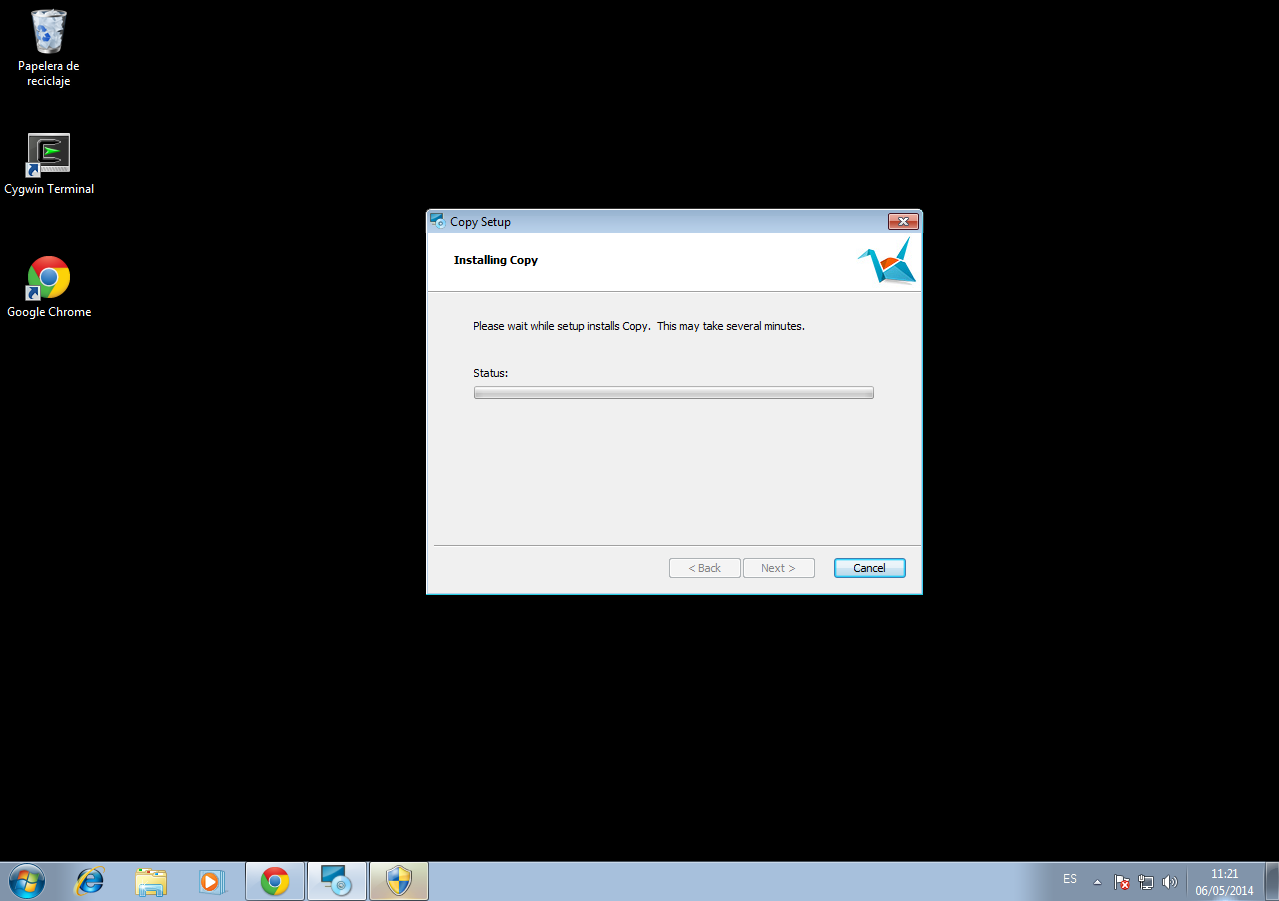 Papelera de
reciclaje
Cygwin Terminal
Google Chrome
Copy Setup
Installing Copy
Please wait while setup installs Copy.  This may take several minutes.
Status:
< Back
Next >
Cancel
ES
11:21
06/05/2014